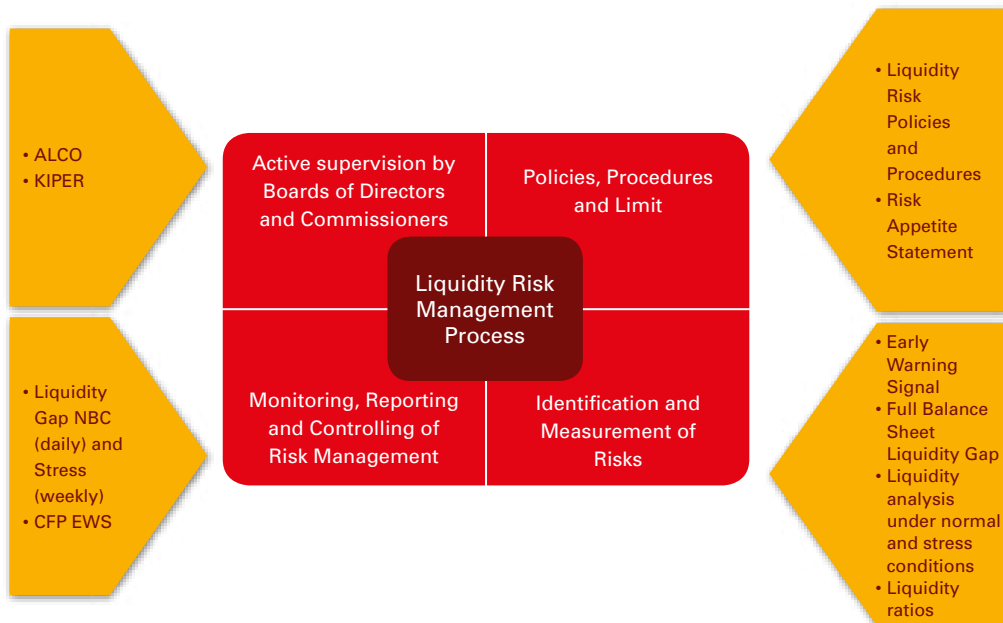 • ALCO
• KIPER
Active supervision by
Boards of Directors
and Commissioners
Policies, Procedures
and Limit
• Liquidity
Risk
Policies
and
Procedures
• Risk
Appetite
Statement
Liquidity Risk
Management
Process
• Liquidity
Gap NBC
(daily) and
Stress
(weekly)
• CFP EWS
Monitoring, Reporting
and Controlling of
Risk Management
Identification and
Measurement of
Risks
• Early
Warning
Signal
• Full Balance
Sheet
Liquidity Gap
• Liquidity
analysis
under normal
and stress
conditions
• Liquidity
ratios